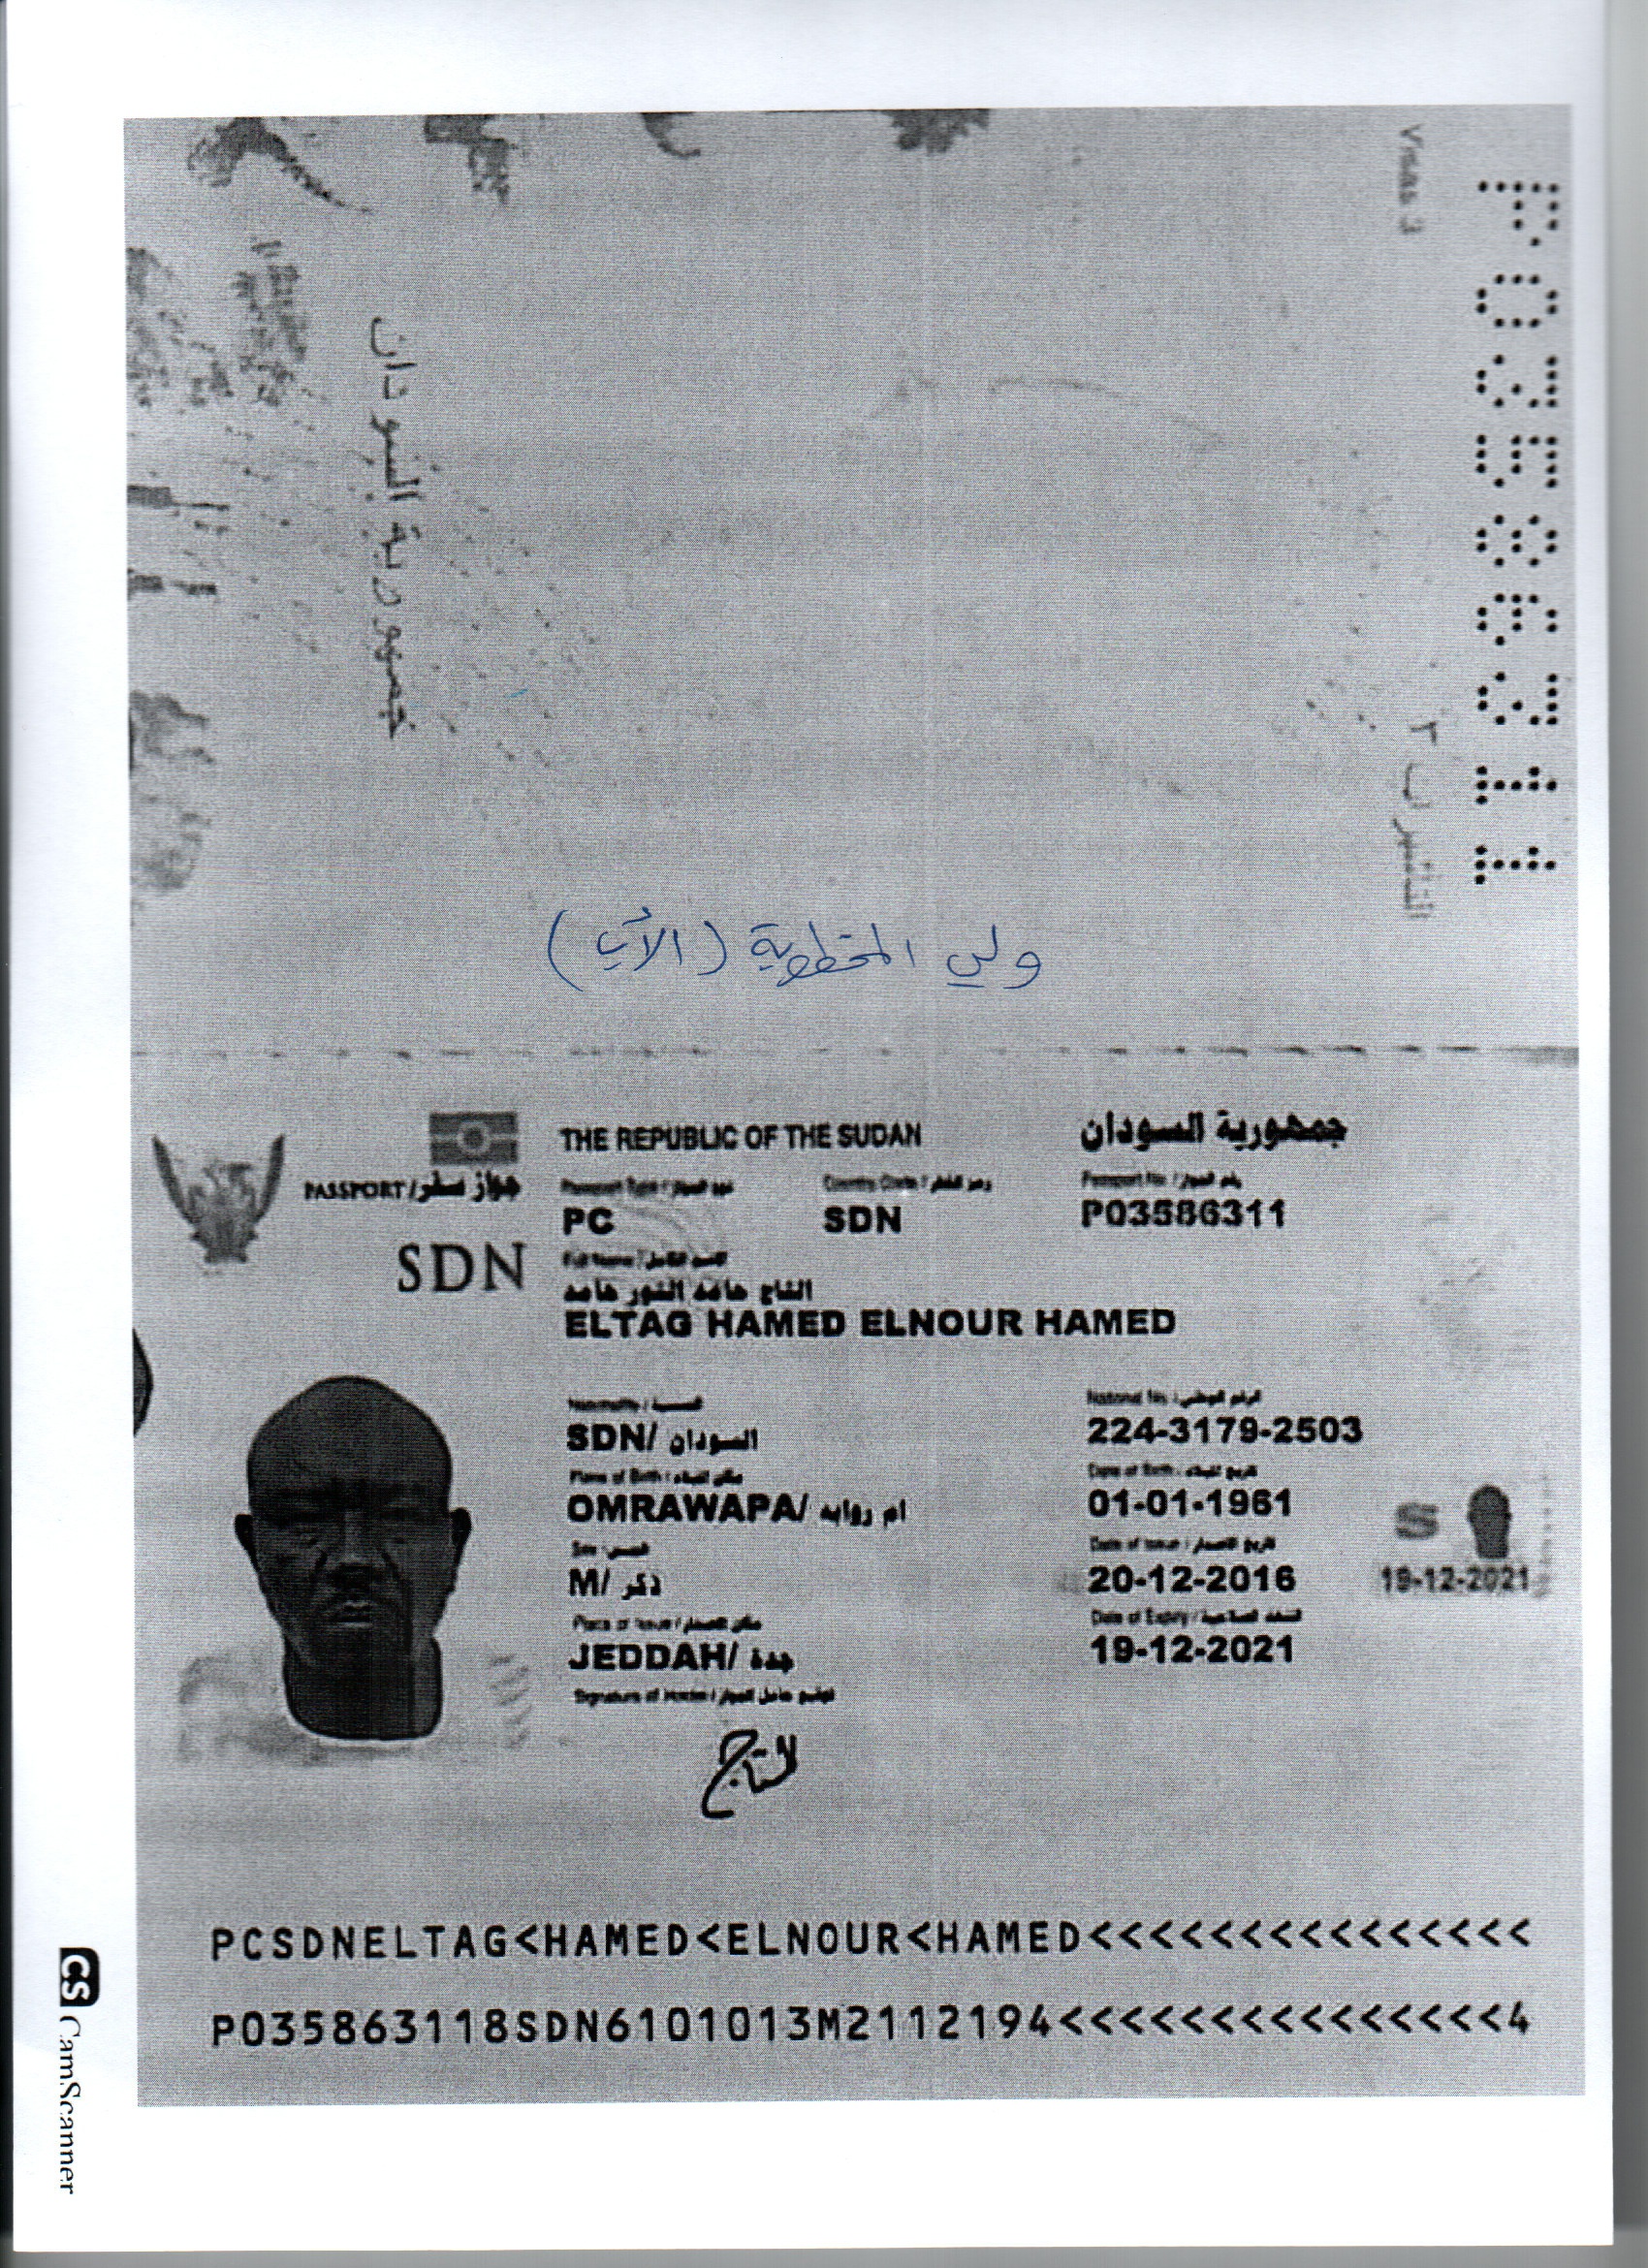 Visas 3
P03586311
جمهورية السودان
التأشيرات ٣
ولي المخطوبة (الأب)
THE REPUBLIC OF THE SUDAN
جمهورية السودان
PASSPORT / جواز سفر
Passport Type / نوع الجواز
Country Code / رمز القطر
Passport No. / رقم الجواز
PC
SDN
P03586311
SDN
Full Name / الاسم الكامل
التاج حامد النور حامد
ELTAG HAMED ELNOUR HAMED
Nationality / الجنسية
National No. / الرقم الوطني
SDN/ السودان
224-3179-2503
Place of Birth / مكان الميلاد
Date of Birth / تاريخ الميلاد
OMRAWAPA/ ام روابه
01-01-1961
Sex / الجنس
Date of Issue / تاريخ الاصدار
M/ ذكر
20-12-2016
S
19-12-2021
Place of Issue / مكان الاصدار
Date of Expiry /
JEDDAH/ جدة
19-12-2021
Signature of Holder / توقيع حامل الجواز
التاج
PCSDNELTAG<HAMED<ELNOUR<HAMED<<<<<<<<<<<<<<<
P035863118SDN6101013M2112194<<<<<<<<<<<<<<<4
CS CamScanner